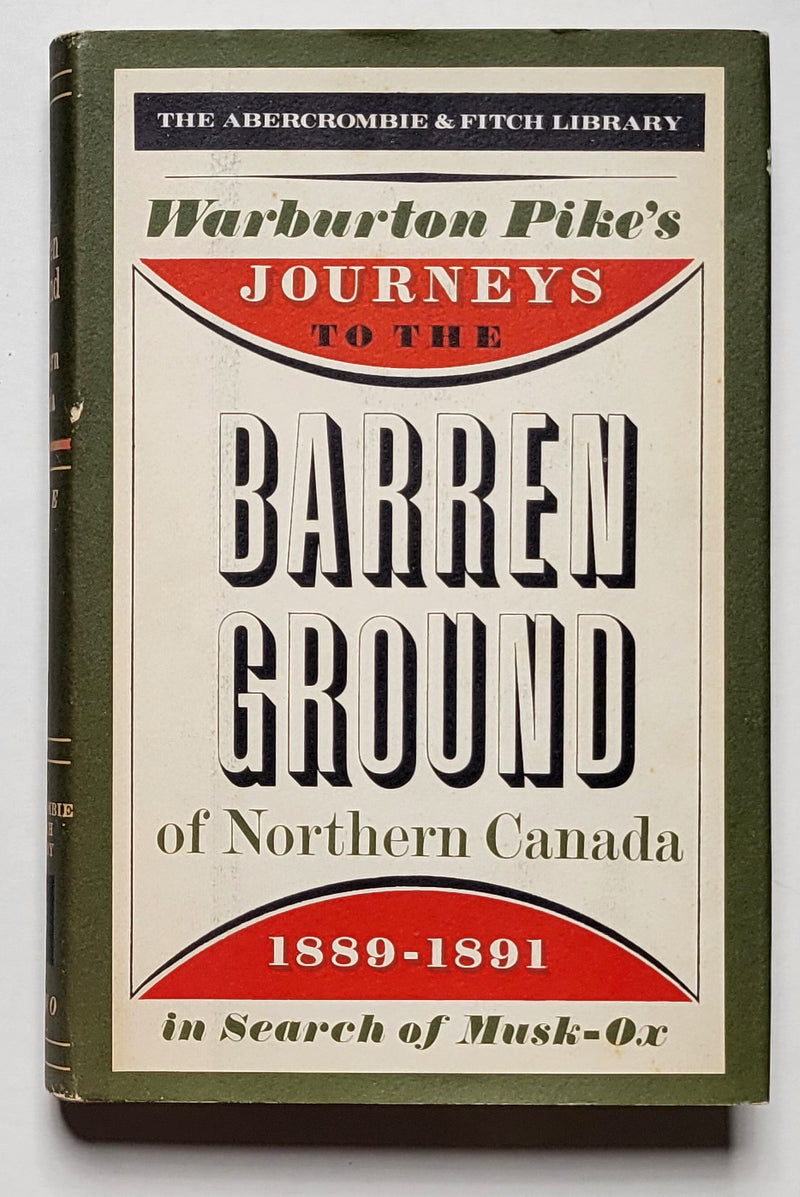 THE ABERCROMBIE & FITCH LIBRARY
Warburton Pike's
JOURNEYS
TO THE
BARREN
GROUND
of Northern Canada
1889-1891
in Search of Musk-Ox